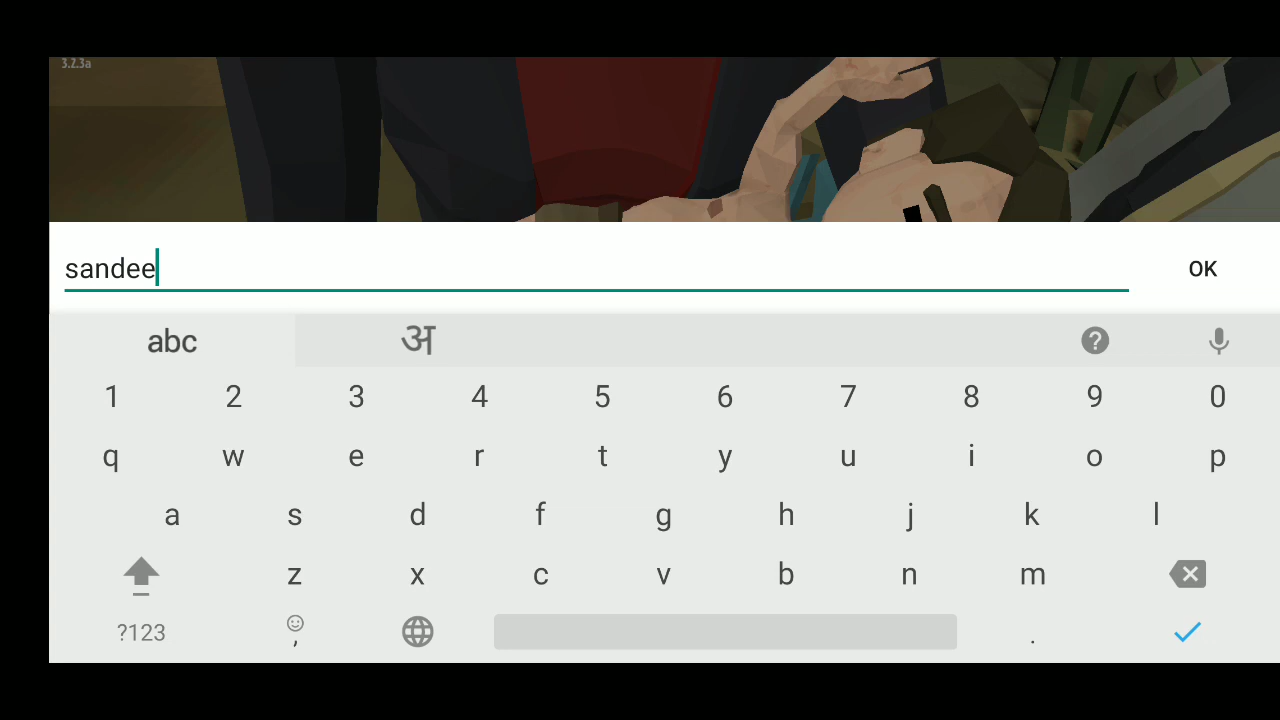 3.2.3a
sandee
OK
abc अ
1 2 3 4 5 6 7 8 9 0
q w e r t y u i o p
a s d f g h j k l
z x c v b n m
?123 , .